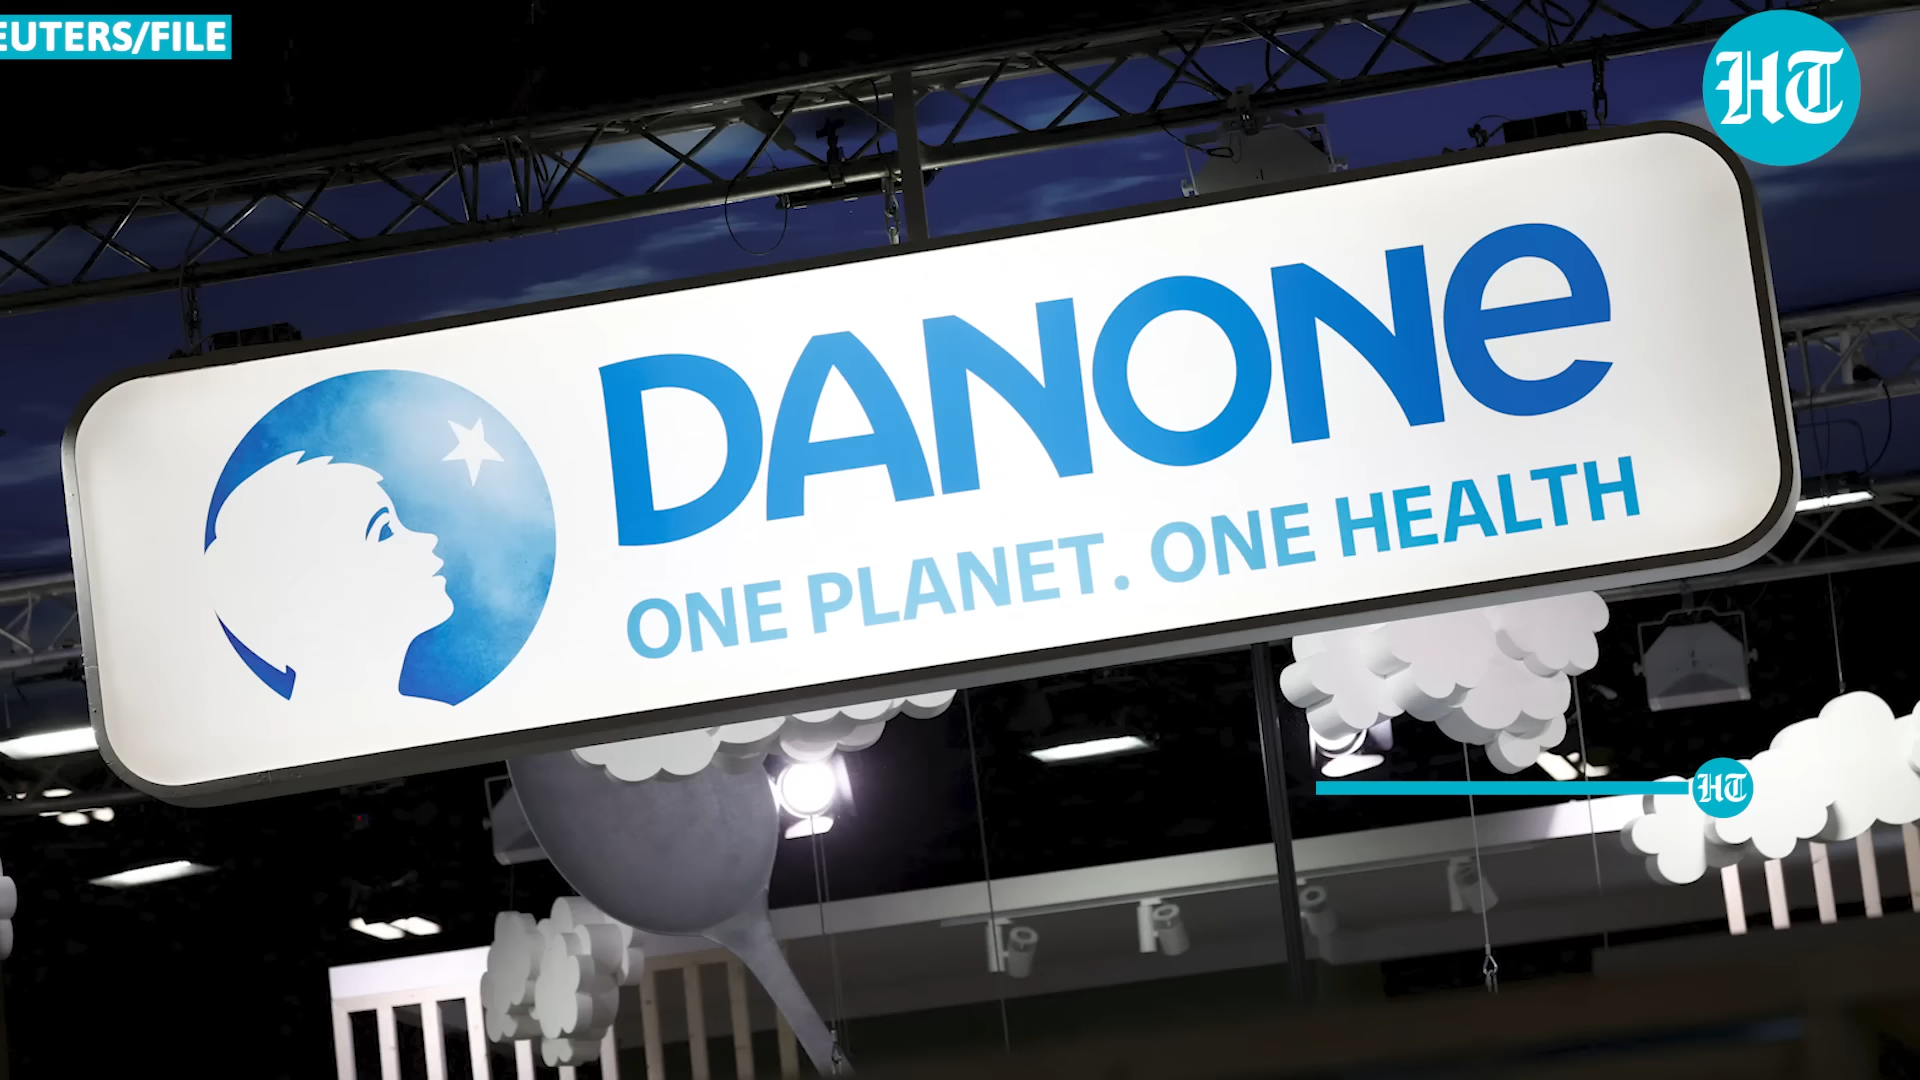 EUTERS/FILE
HT
DANONe
ONE PLANET. ONE HEALTH
HT